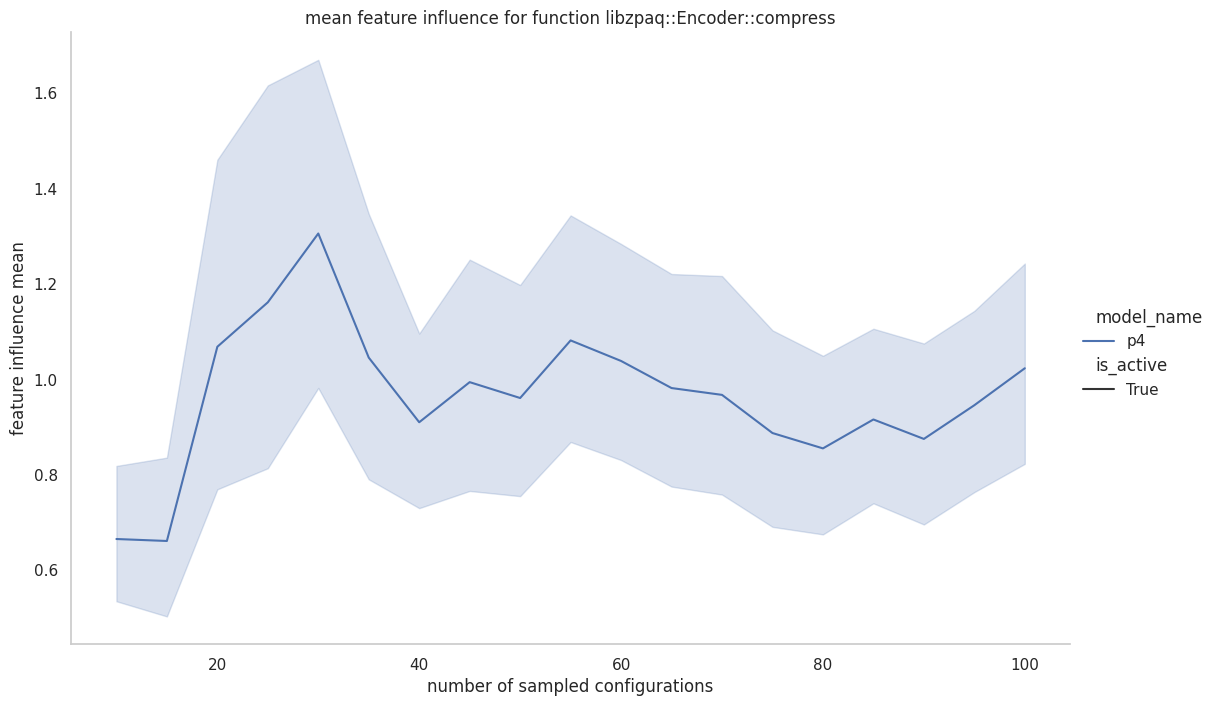 mean feature influence for function libzpaq::Encoder::compress
1.6
1.4
1.2
1.0
0.8
0.6
feature influence mean
20 40 60 80 100
number of sampled configurations
model_name
p4
is_active
True